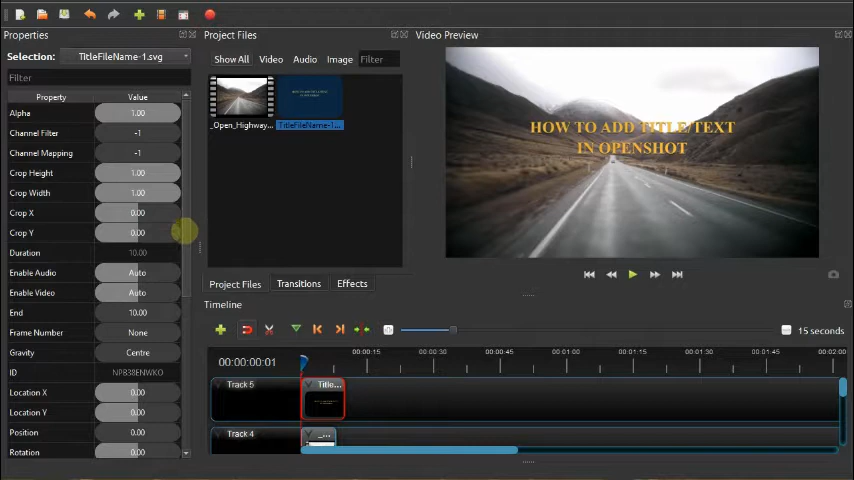 Properties
Project Files
Video Preview
Selection:
TitleFileName-1.svg
Show All
Video
Audio
Image
Filter
Filter
Property
Value
Alpha
1.00
Channel Filter
-1
Channel Mapping
-1
Crop Height
1.00
Crop Width
1.00
Crop X
0.00
Crop Y
0.00
Duration
10.00
Enable Audio
Auto
Enable Video
Auto
End
10.00
Frame Number
None
Gravity
Centre
ID
NPB38ENWKO
Location X
0.00
Location Y
0.00
Position
0.00
Rotation
0.00
_Open_Highway...
TitleFileName-1...
HOW TO ADD TITLE/TEXT
IN OPENSHOT
Project Files
Transitions
Effects
Timeline
15 seconds
00:00:00:01
00:00:15
00:00:30
00:00:45
00:01:00
00:01:15
00:01:30
00:01:45
00:02:00
Track 5
Title...
Track 4
_...